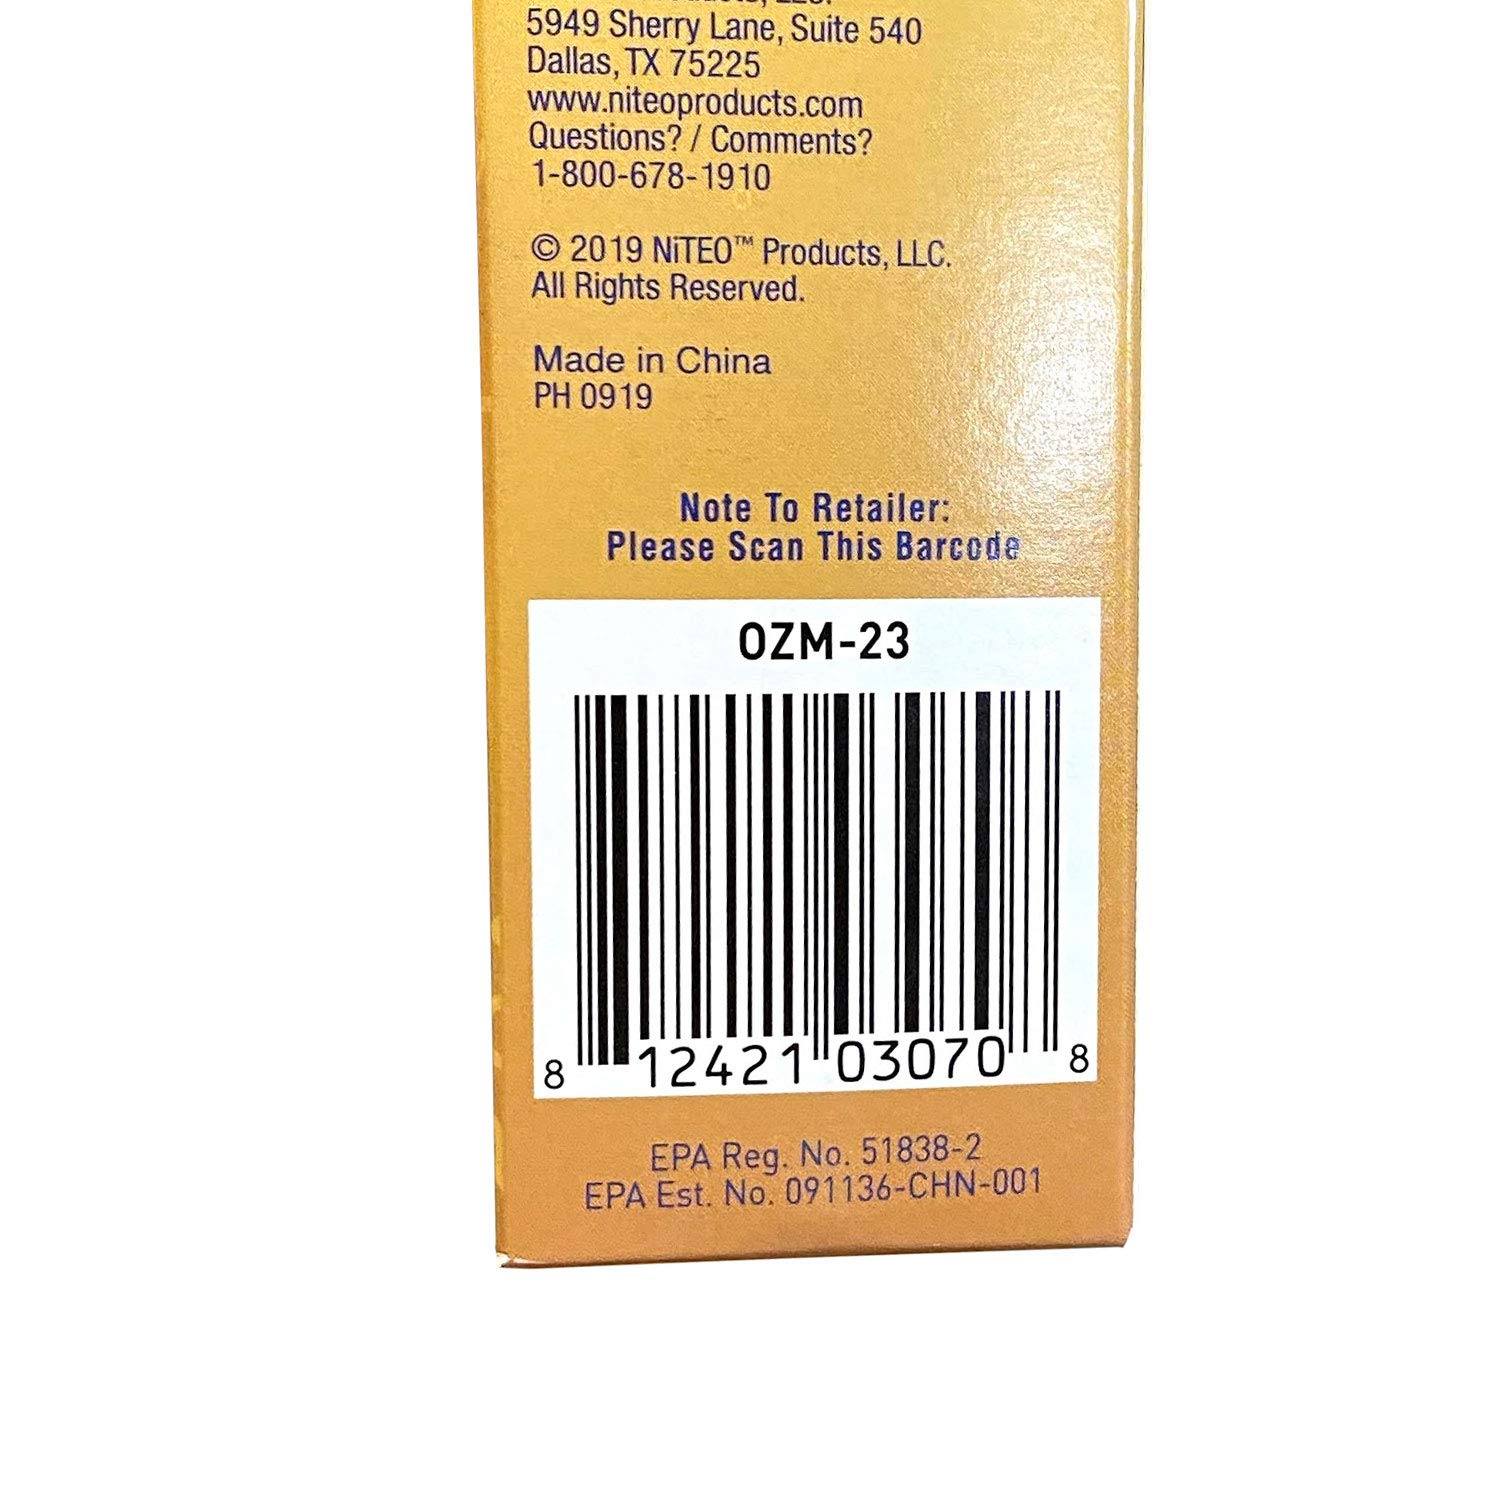 5949 Sherry Lane, Suite 540
Dallas, TX 75225
www.niteoproducts.com
Questions? / Comments?
1-800-678-1910
© 2019 NiTEO™ Products, LLC.
All Rights Reserved.
Made in China
PH 0919
Note To Retailer:
Please Scan This Barcode
OZM-23
8 12421 03070 8
EPA Reg. No. 51838-2
EPA Est. No. 091136-CHN-001